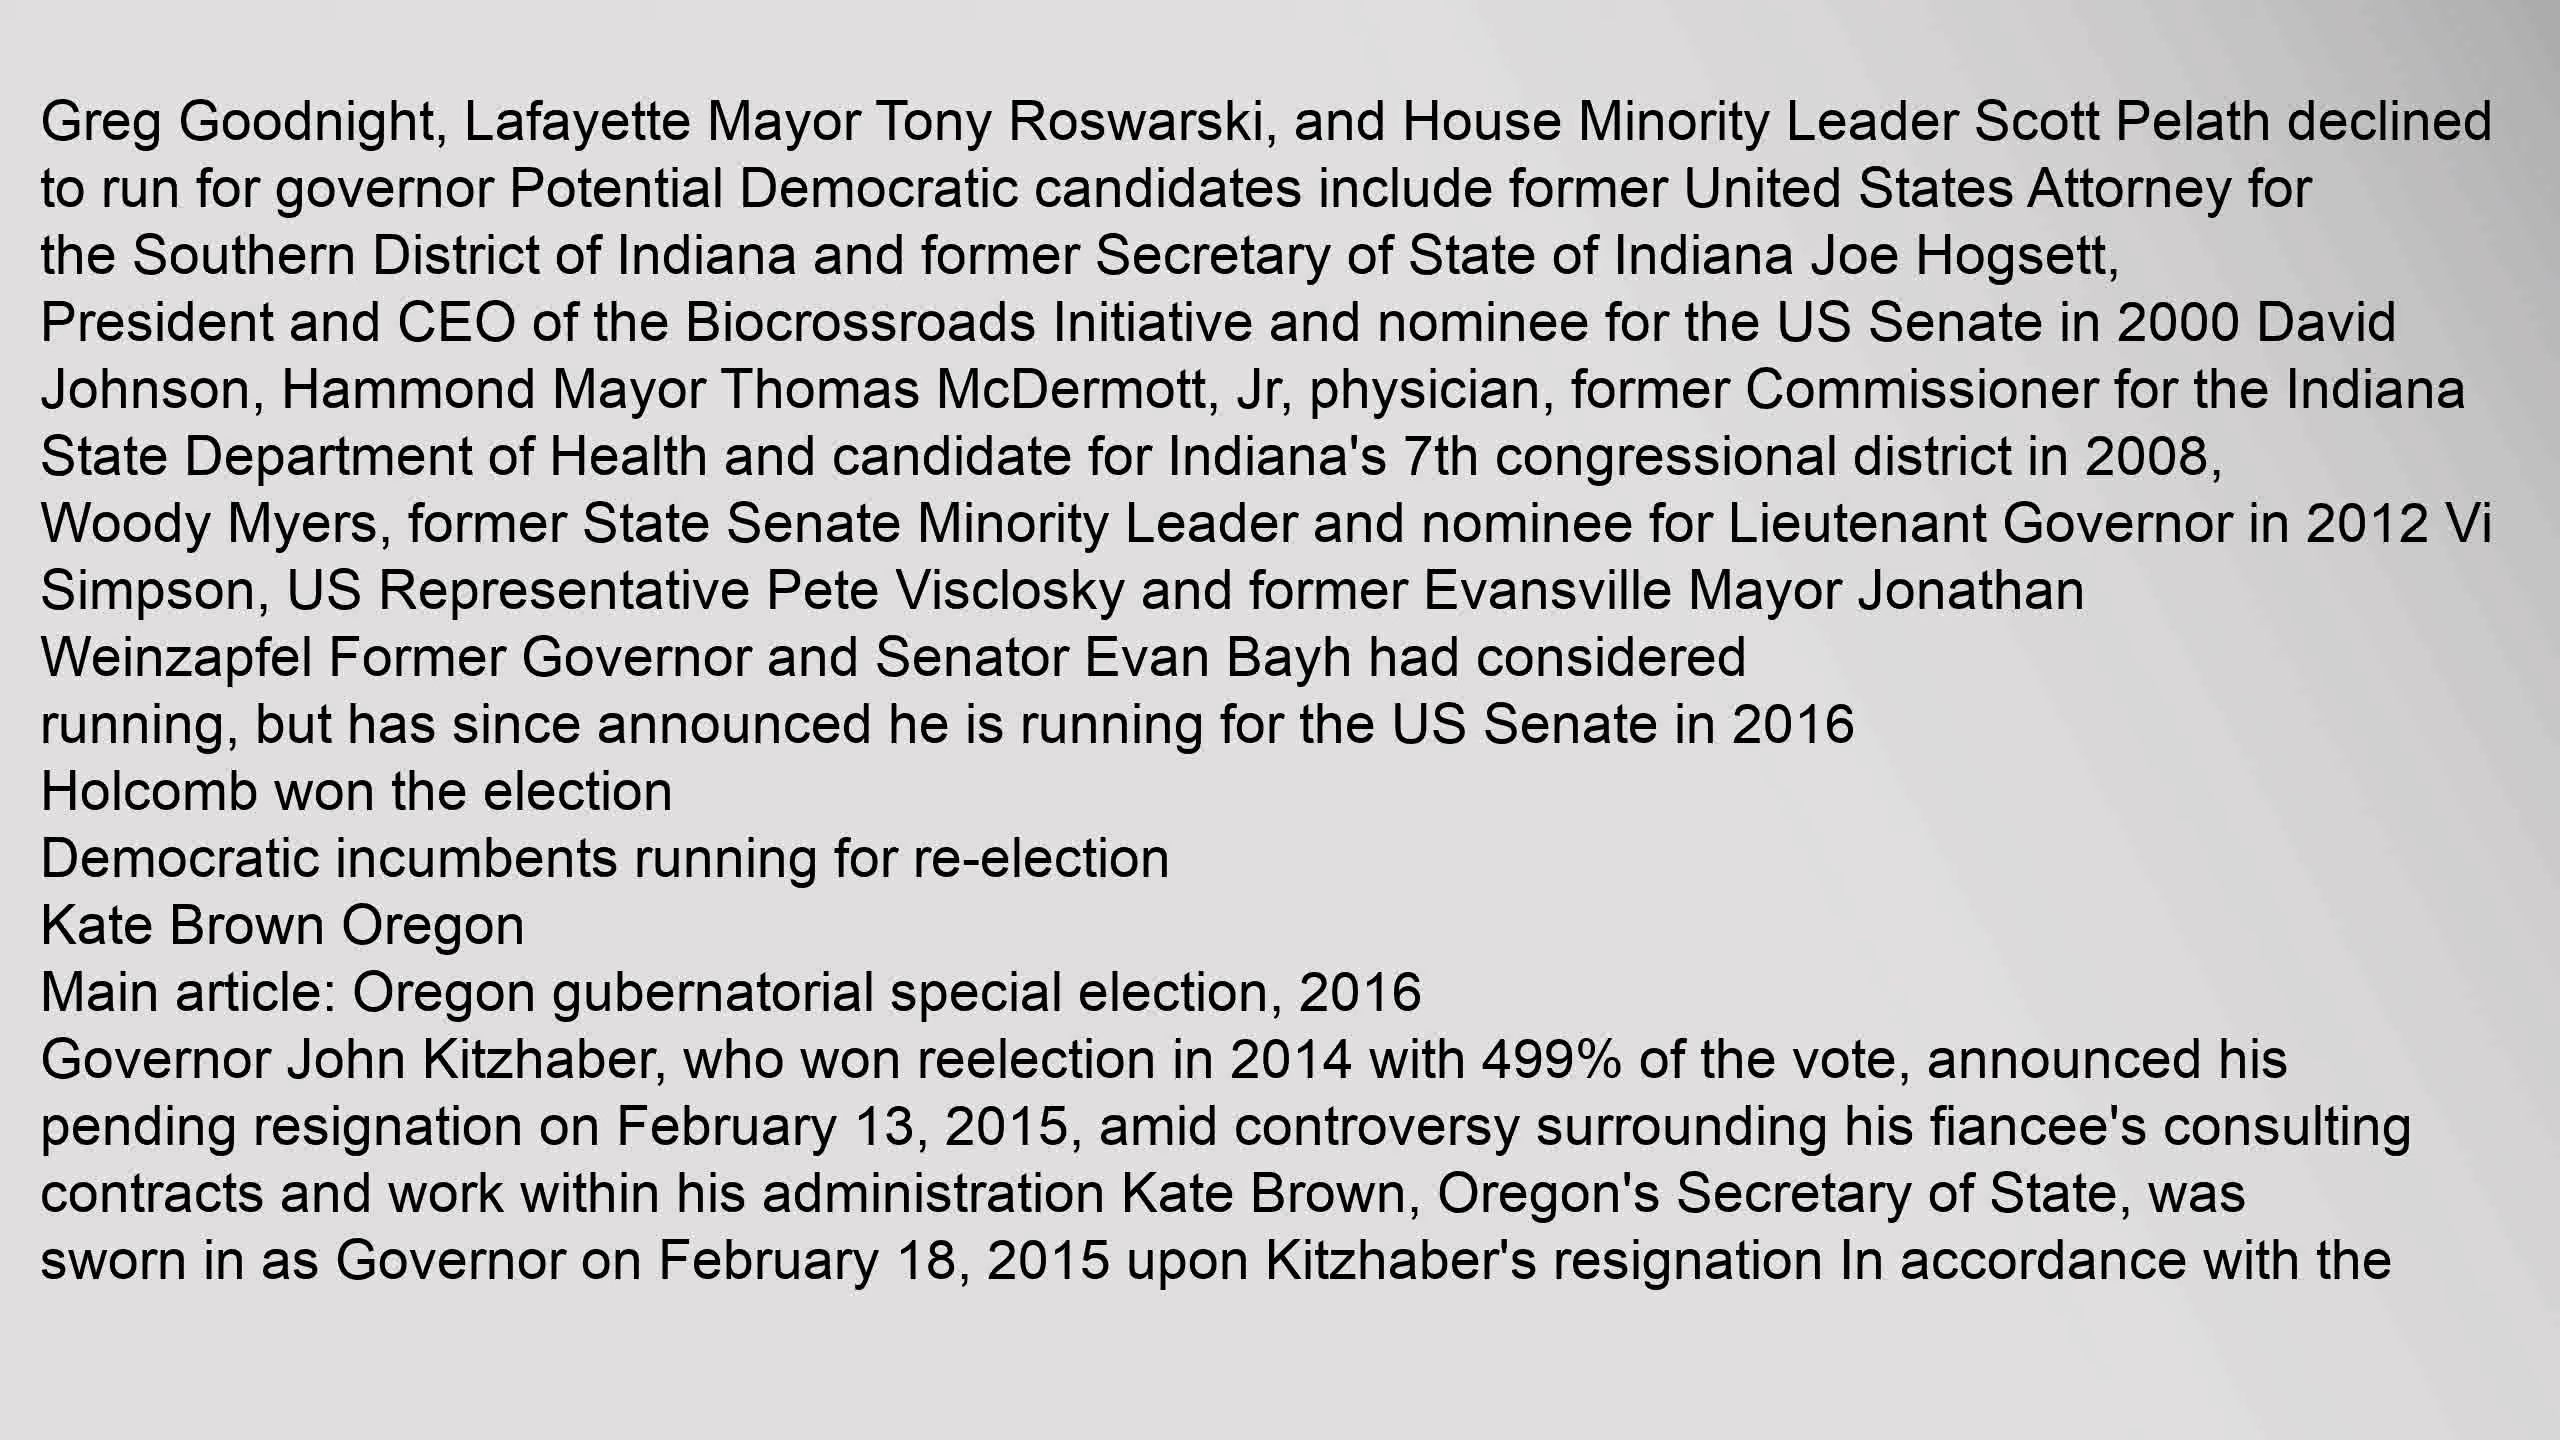 Greg Goodnight, Lafayette Mayor Tony Roswarski, and House Minority Leader Scott Pelath declined
to run for governor Potential Democratic candidates include former United States Attorney for
the Southern District of Indiana and former Secretary of State of Indiana Joe Hogsett,
President and CEO of the Biocrossroads Initiative and nominee for the US Senate in 2000 David
Johnson, Hammond Mayor Thomas McDermott, Jr, physician, former Commissioner for the Indiana
State Department of Health and candidate for Indiana's 7th congressional district in 2008,
Woody Myers, former State Senate Minority Leader and nominee for Lieutenant Governor in 2012 Vi
Simpson, US Representative Pete Visclosky and former Evansville Mayor Jonathan
Weinzapfel Former Governor and Senator Evan Bayh had considered
running, but has since announced he is running for the US Senate in 2016
Holcomb won the election
Democratic incumbents running for re-election
Kate Brown Oregon
Main article: Oregon gubernatorial special election, 2016
Governor John Kitzhaber, who won reelection in 2014 with 499% of the vote, announced his
pending resignation on February 13, 2015, amid controversy surrounding his fiancee's consulting
contracts and work within his administration Kate Brown, Oregon's Secretary of State, was
sworn in as Governor on February 18, 2015 upon Kitzhaber's resignation In accordance with the